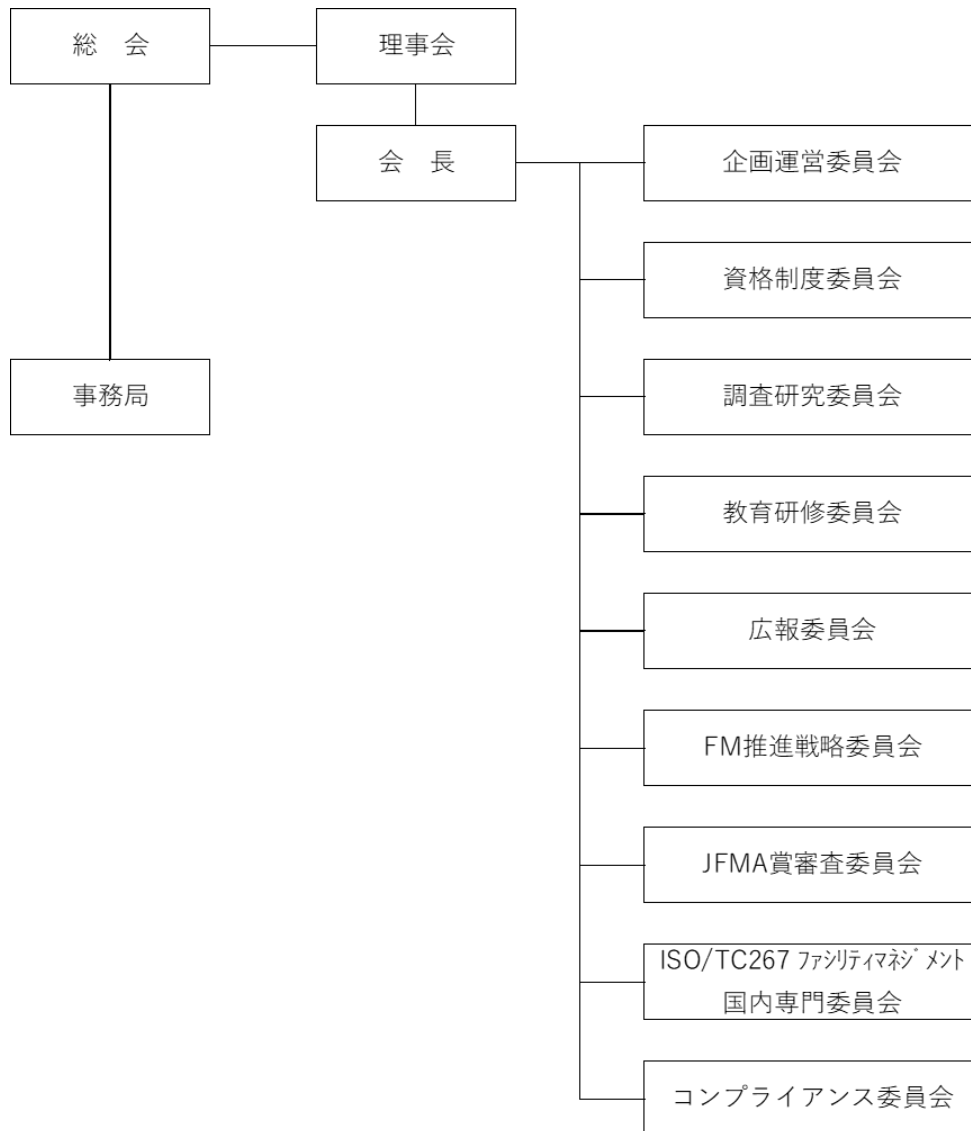 総　会
理事会
会　長
企画運営委員会
資格制度委員会
事務局
調査研究委員会
教育研修委員会
広報委員会
FM推進戦略委員会
JFMA賞審査委員会
ISO/TC267 ﾌｧｼﾘﾃｨﾏﾈｼﾞﾒﾝﾄ
国内専門委員会
コンプライアンス委員会